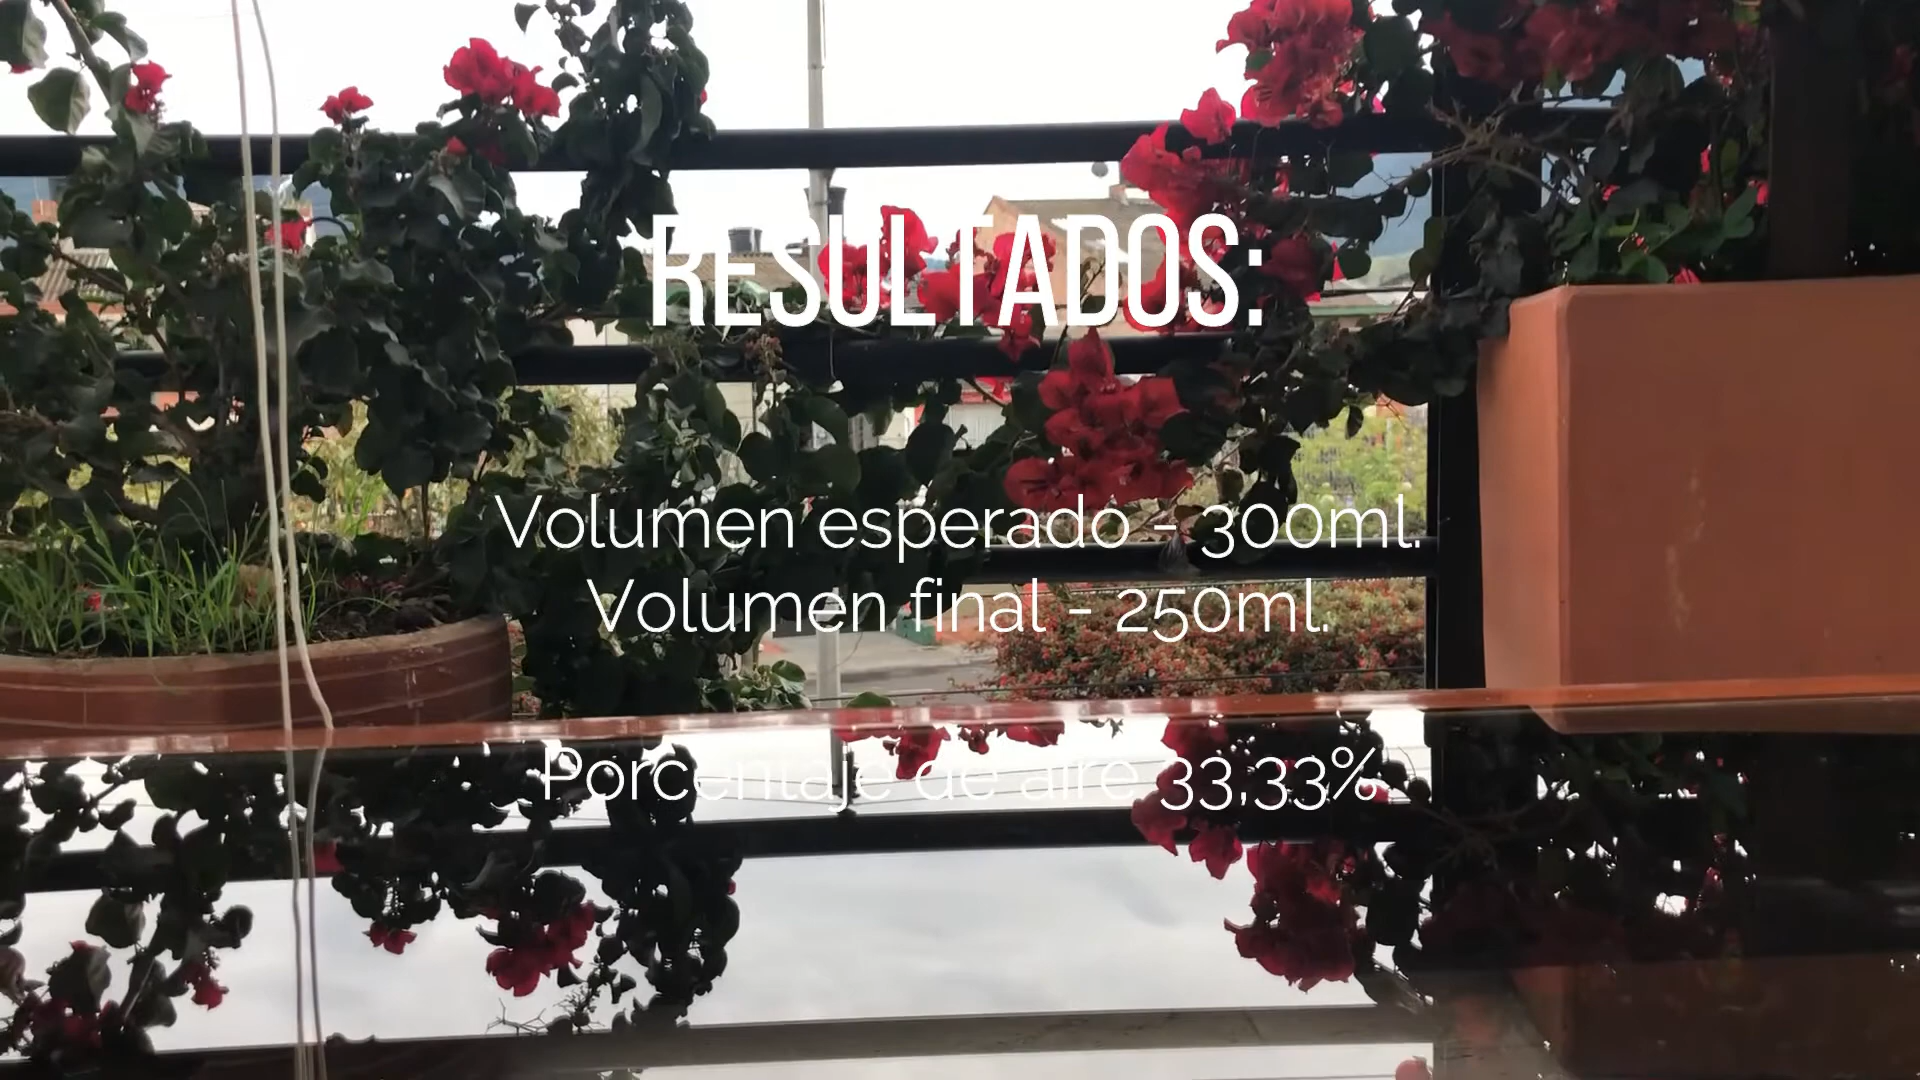 RESULTADOS:
Volumen esperado - 300ml.
Volumen final - 250ml.
Porcentaje de aire 33,33%